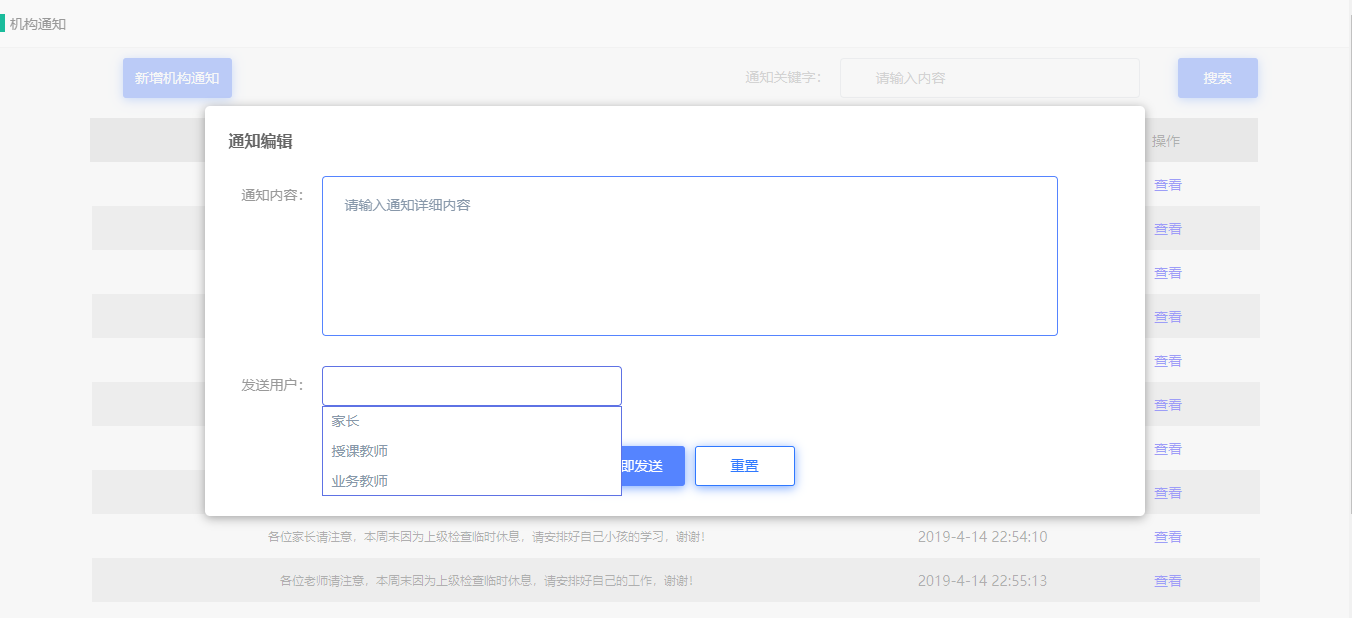 机构通知
新增机构通知 通知关键字： 请输入内容 搜索
通知编辑
操作
通知内容：
请输入通知详细内容
查看
查看
查看
查看
查看
发送用户：
查看
家长
授课教师
查看
即发送 重置
业务教师
查看
各位家长请注意，本周末因为上级检查临时休息，请安排好自己小孩的学习，谢谢！ 2019-4-14 22:54:10 查看
各位老师请注意，本周末因为上级检查临时休息，请安排好自己的工作，谢谢！ 2019-4-14 22:55:13 查看